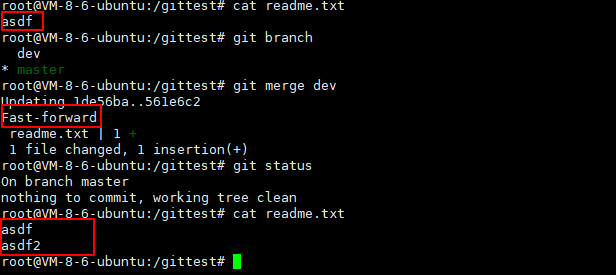 root@VM-8-6-ubuntu:/gittest# cat readme.txt
asdf
root@VM-8-6-ubuntu:/gittest# git branch
  dev
* master
root@VM-8-6-ubuntu:/gittest# git merge dev
Updating 1de56ba..561e6c2
Fast-forward
 readme.txt | 1 +
 1 file changed, 1 insertion(+)
root@VM-8-6-ubuntu:/gittest# git status
On branch master
nothing to commit, working tree clean
root@VM-8-6-ubuntu:/gittest# cat readme.txt
asdf
asdf2
root@VM-8-6-ubuntu:/gittest#